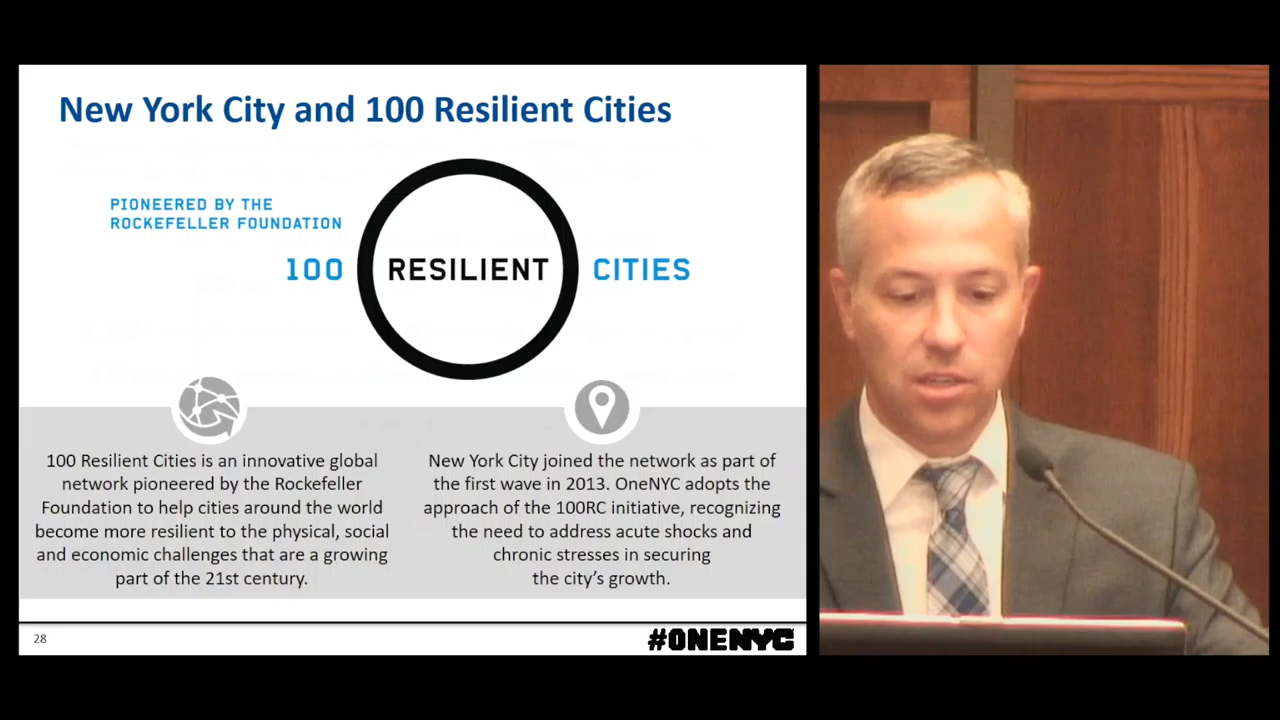 New York City and 100 Resilient Cities
PIONEERED BY THE
ROCKEFELLER FOUNDATION
100 RESILIENT CITIES
100 Resilient Cities is an innovative global
network pioneered by the Rockefeller
Foundation to help cities around the world
become more resilient to the physical, social
and economic challenges that are a growing
part of the 21st century.
New York City joined the network as part of
the first wave in 2013. OneNYC adopts the
approach of the 100RC initiative, recognizing
the need to address acute shocks and
chronic stresses in securing
the city's growth.
28
#ONENYC